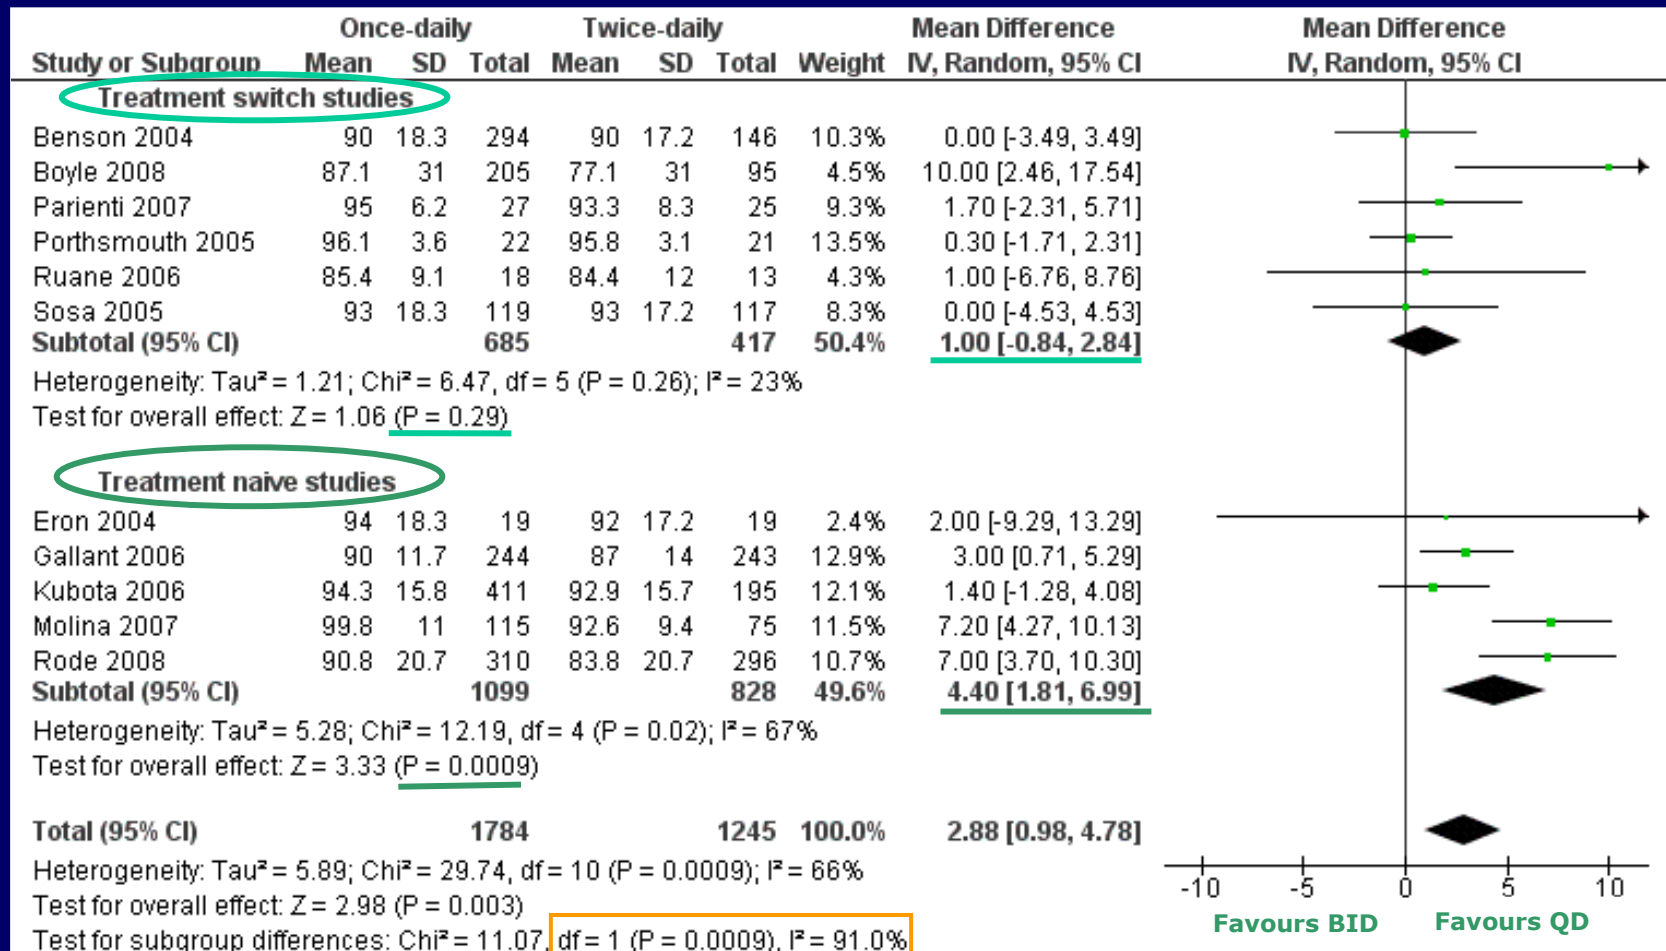 Once-daily Twice-daily Mean Difference Mean Difference
Study or Subgroup Mean SD Total Mean SD Total Weight IV, Random, 95% CI IV, Random, 95% CI
Treatment switch studies
Benson 2004 90 18.3 294 90 17.2 146 10.3% 0.00 [-3.49, 3.49]
Boyle 2008 87.1 31 205 77.1 31 95 4.5% 10.00 [2.46, 17.54]
Parienti 2007 95 6.2 27 93.3 8.3 25 9.3% 1.70 [-2.31, 5.71]
Porthsmouth 2005 96.1 3.6 22 95.8 3.1 21 13.5% 0.30 [-1.71, 2.31]
Ruane 2006 85.4 9.1 18 84.4 12 13 4.3% 1.00 [-6.76, 8.76]
Sosa 2005 93 18.3 119 93 17.2 117 8.3% 0.00 [-4.53, 4.53]
Subtotal (95% CI) 685 417 50.4% 1.00 [-0.84, 2.84]
Heterogeneity: Tau² = 1.21; Chi² = 6.47, df = 5 (P = 0.26); I² = 23%
Test for overall effect: Z = 1.06 (P = 0.29)
Treatment naive studies
Eron 2004 94 18.3 19 92 17.2 19 2.4% 2.00 [-9.29, 13.29]
Gallant 2006 90 11.7 244 87 14 243 12.9% 3.00 [0.71, 5.29]
Kubota 2006 94.3 15.8 411 92.9 15.7 195 12.1% 1.40 [-1.28, 4.08]
Molina 2007 99.8 11 115 92.6 9.4 75 11.5% 7.20 [4.27, 10.13]
Rode 2008 90.8 20.7 310 83.8 20.7 296 10.7% 7.00 [3.70, 10.30]
Subtotal (95% CI) 1099 828 49.6% 4.40 [1.81, 6.99]
Heterogeneity: Tau² = 5.28; Chi² = 12.19, df = 4 (P = 0.02); I² = 67%
Test for overall effect: Z = 3.33 (P = 0.0009)
Total (95% CI) 1784 1245 100.0% 2.88 [0.98, 4.78]
Heterogeneity: Tau² = 5.89; Chi² = 29.74, df = 10 (P = 0.0009); I² = 66%
Test for overall effect: Z = 2.98 (P = 0.003)
Test for subgroup differences: Chi² = 11.07, df = 1 (P = 0.0009), I² = 91.0%
-10 -5 0 5 10
Favours BID Favours QD